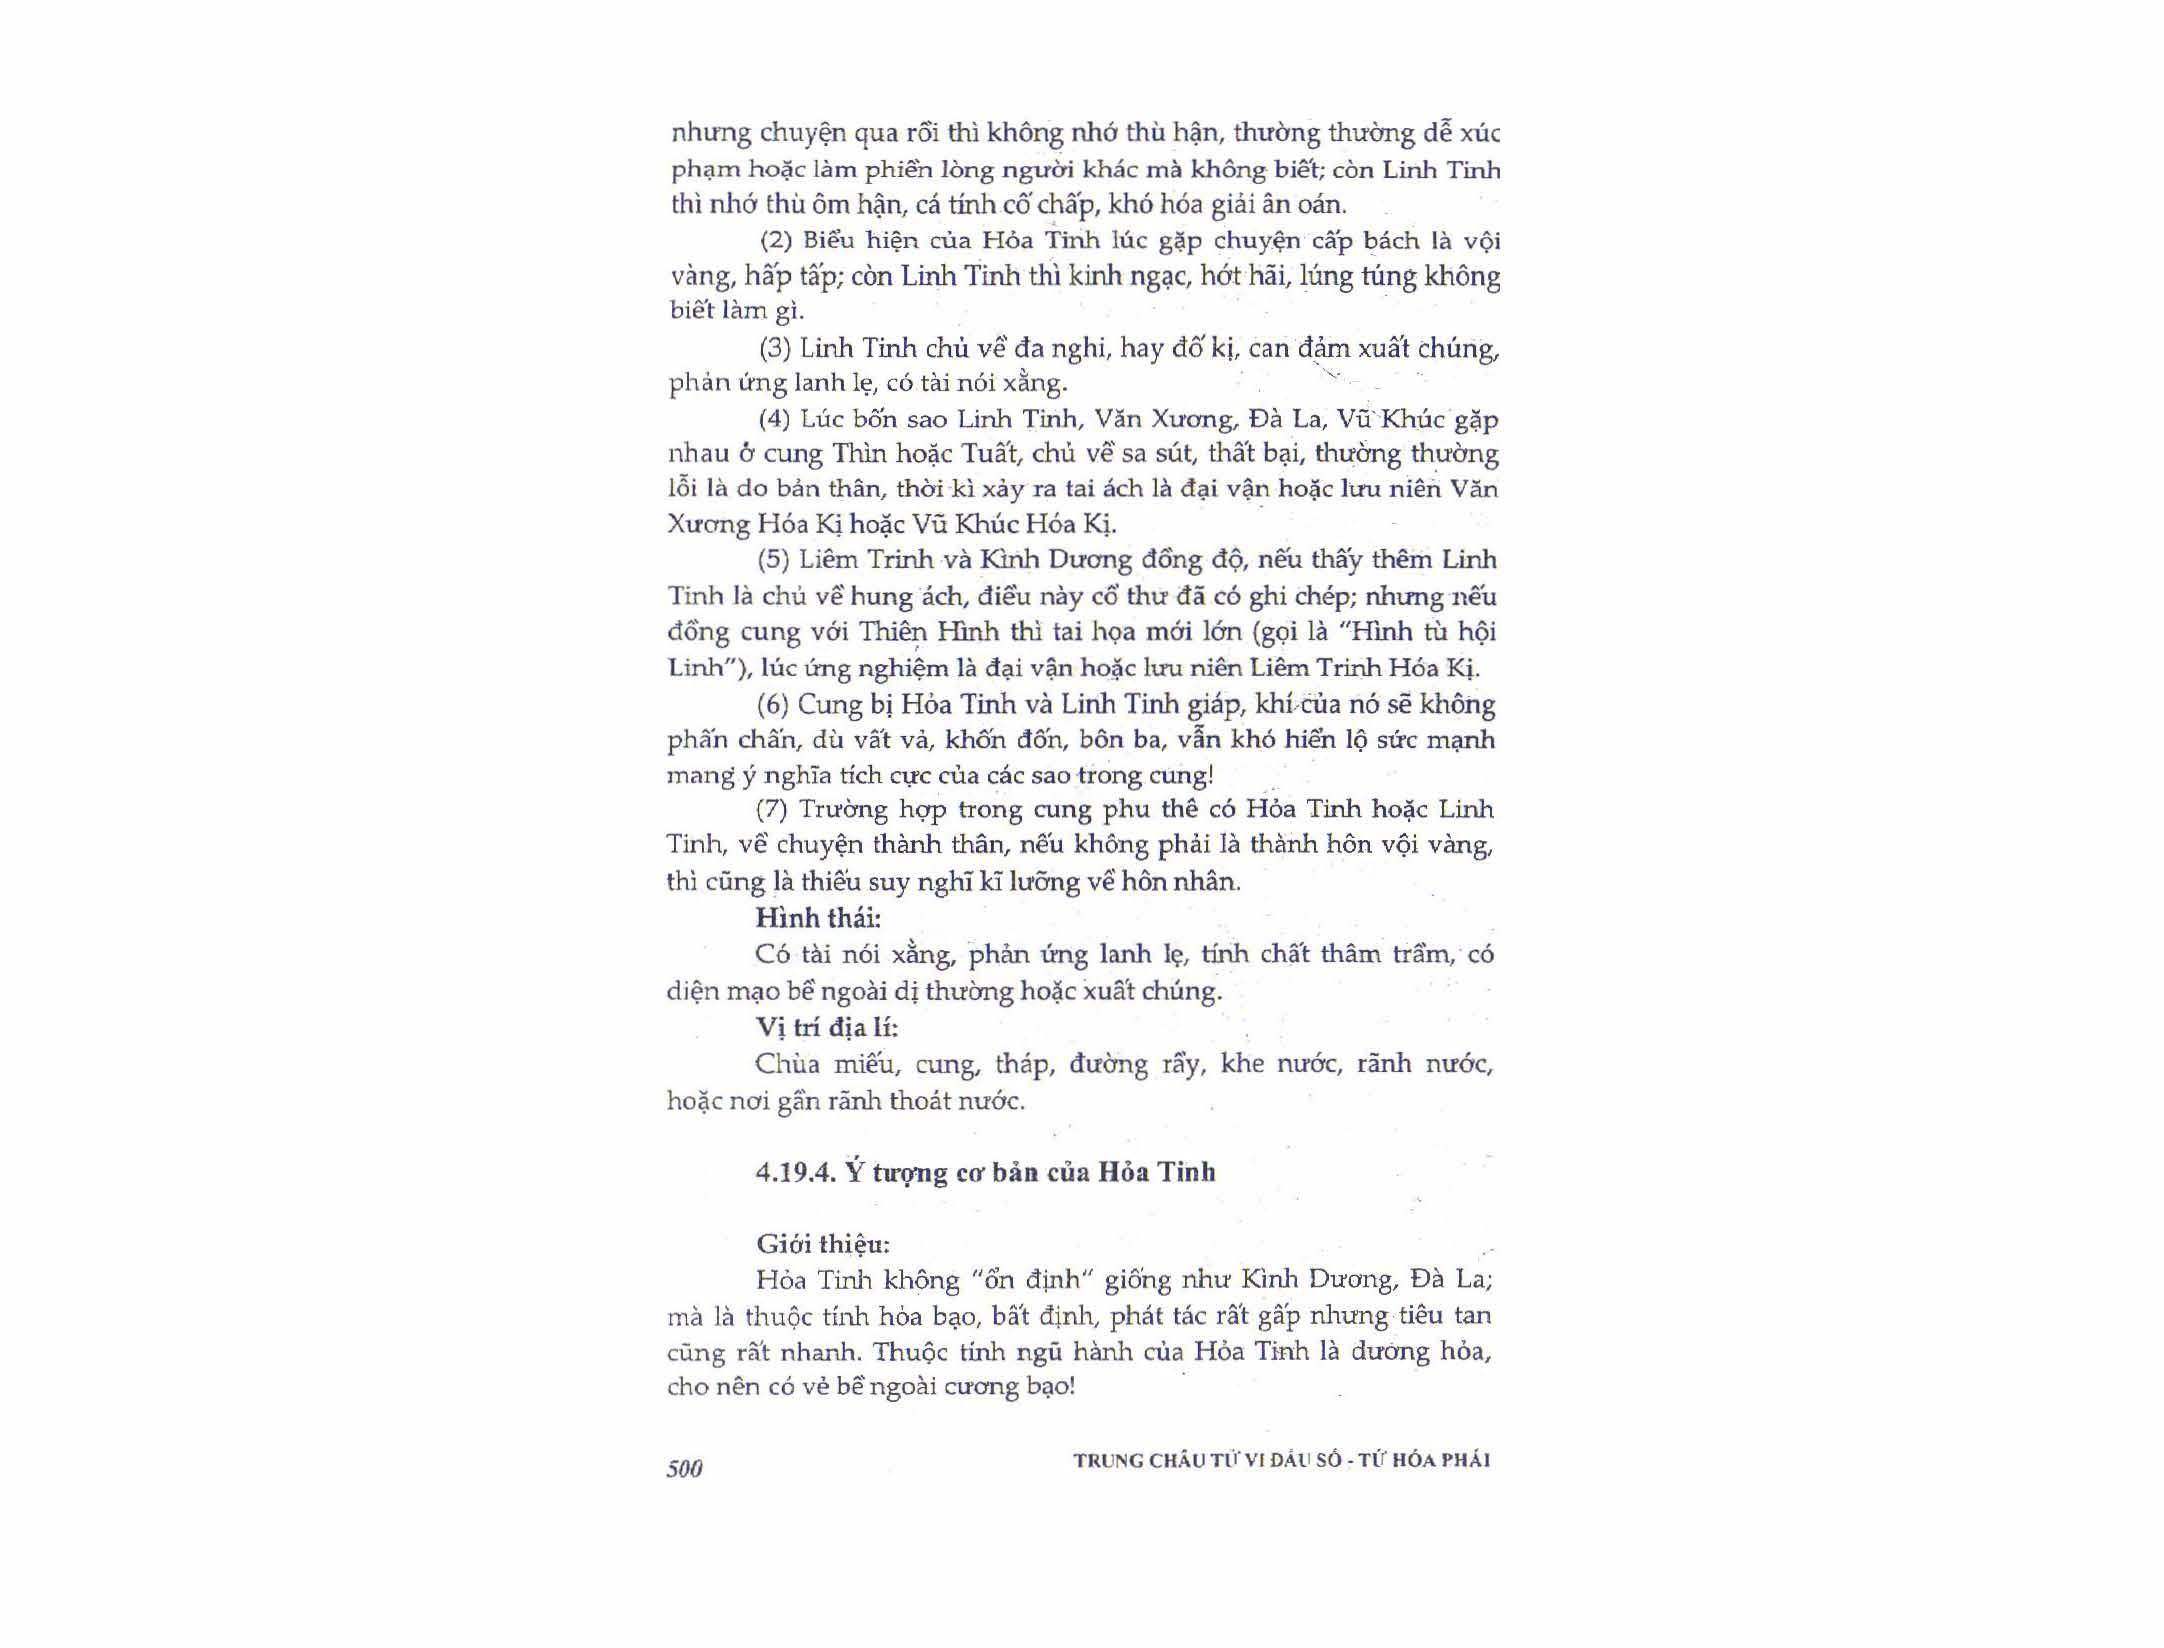 nhưng chuyện qua rồi thì không nhớ thù hận, thường thường dễ xúc
phạm hoặc làm phiền lòng người khác mà không biết; còn Linh Tinh
thì nhớ thù ôm hận, cá tính cố chấp, khó hóa giải ân oán.
(2) Biểu hiện của Hỏa Tinh lúc gặp chuyện cấp bách là vội
vàng, hấp tấp; còn Linh Tinh thì kinh ngạc, hớt hãi, lúng túng không
biết làm gì.
(3) Linh Tinh chủ về đa nghi, hay đố kị, can đảm xuất chúng,
phản ứng lanh lẹ, có tài nói xằng.
(4) Lúc bốn sao Linh Tinh, Văn Xương, Đà La, Vũ Khúc gặp
nhau ở cung Thìn hoặc Tuất, chủ về sa sút, thất bại, thường thường
lỗi là do bản thân, thời kì xảy ra tai ách là đại vận hoặc lưu niên Văn
Xương Hóa Kị hoặc Vũ Khúc Hóa Kị.
(5) Liêm Trinh và Kình Dương đồng độ, nếu thấy thêm Linh
Tinh là chủ về hung ách, điều này cổ thư đã có ghi chép; nhưng nếu
đồng cung với Thiên Hình thì tai họa mới lớn (gọi là "Hình tù hội
Linh"), lúc ứng nghiệm là đại vận hoặc lưu niên Liêm Trinh Hóa Kị.
(6) Cung bị Hỏa Tinh và Linh Tinh giáp, khí của nó sẽ không
phấn chấn, dù vất vả, khốn đốn, bôn ba, vẫn khó hiển lộ sức mạnh
mang ý nghĩa tích cực của các sao trong cung!
(7) Trường hợp trong cung phu thê có Hỏa Tinh hoặc Linh
Tinh, về chuyện thành thân, nếu không phải là thành hôn vội vàng,
thì cũng là thiếu suy nghĩ kĩ lưỡng về hôn nhân.
Hình thái:
Có tài nói xằng, phản ứng lanh lẹ, tính chất thâm trầm, có
diện mạo bề ngoài dị thường hoặc xuất chúng.
Vị trí địa lí:
Chùa miếu, cung, tháp, đường rầy, khe nước, rãnh nước,
hoặc nơi gần rãnh thoát nước.
4.19.4. Ý tượng cơ bản của Hỏa Tinh
Giới thiệu:
Hỏa Tinh không "ổn định" giống như Kình Dương, Đà La;
mà là thuộc tính hỏa bạo, bất định, phát tác rất gấp nhưng tiêu tan
cũng rất nhanh. Thuộc tính ngũ hành của Hỏa Tinh là dương hỏa,
cho nên có vẻ bề ngoài cương bạo!
500
TRUNG CHÂU TỬ VI ĐẨU SỐ - TỨ HÓA PHÁI